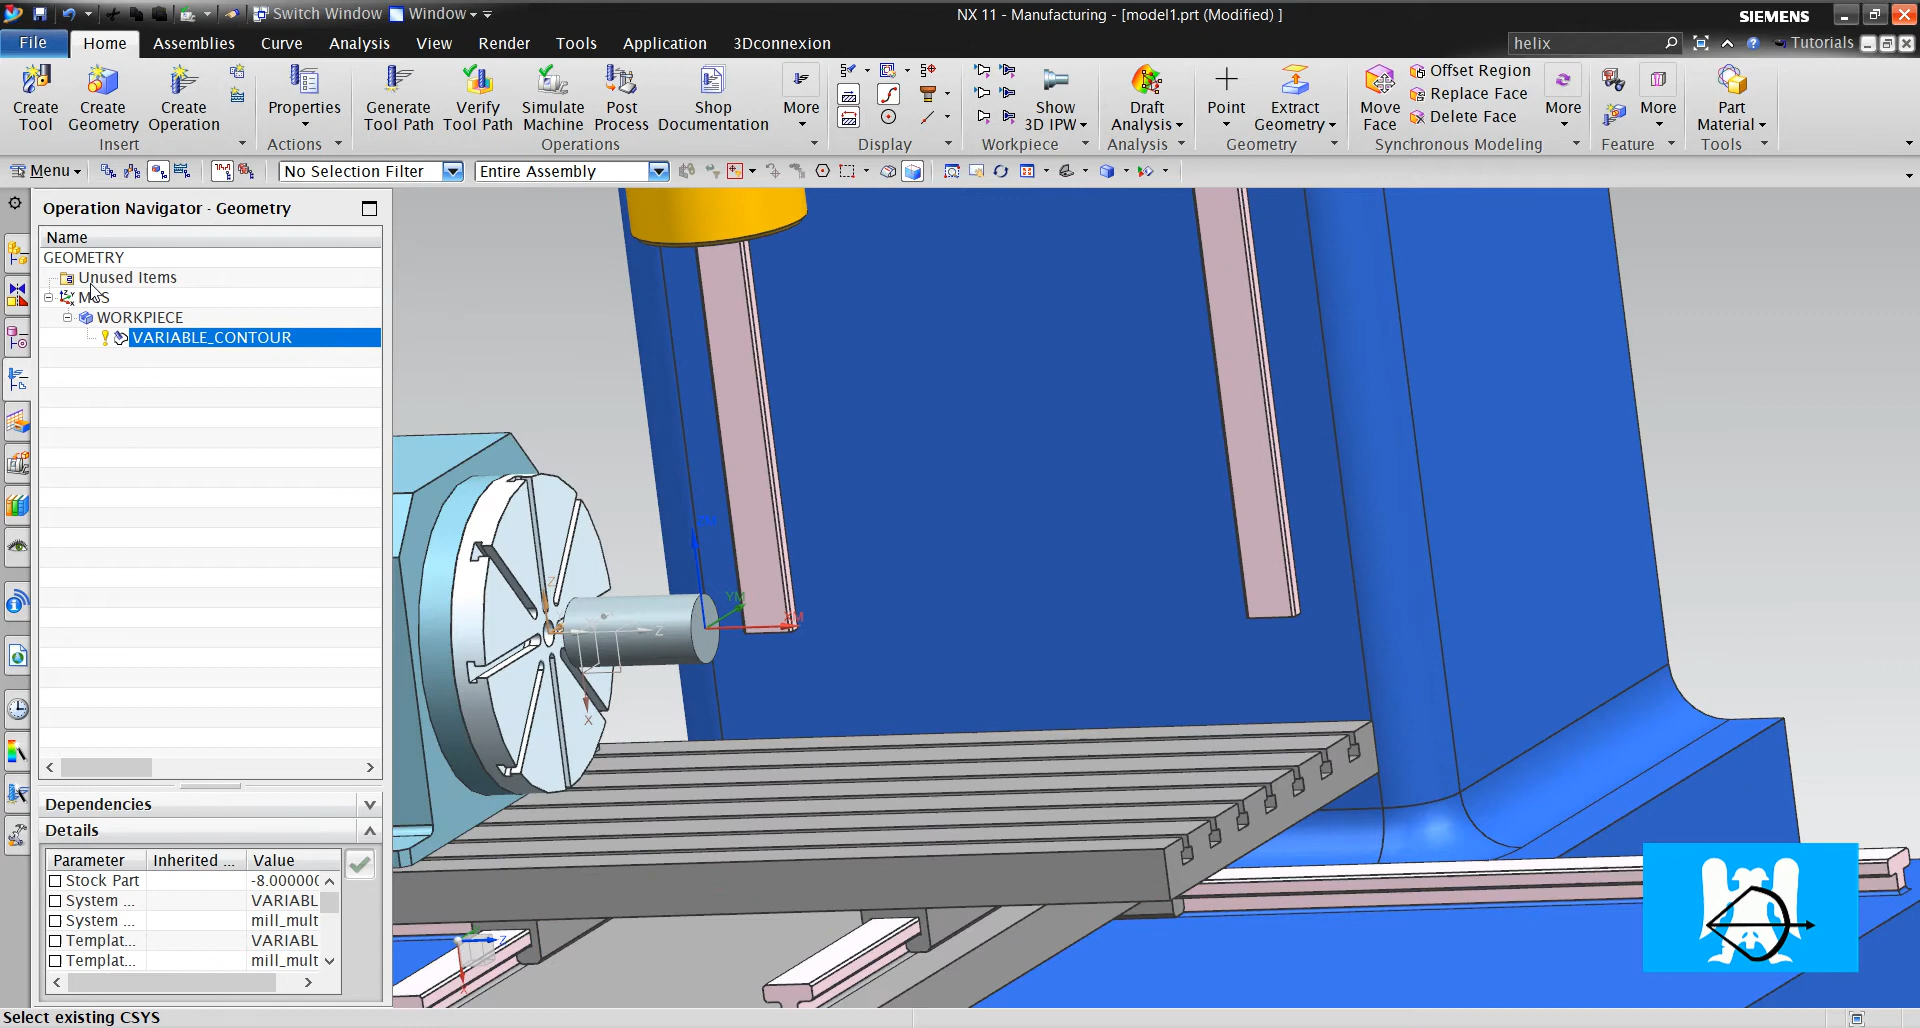 Switch Window Window
NX 11 - Manufacturing - [model1.prt (Modified) ]
SIEMENS
File Home Assemblies Curve Analysis View Render Tools Application 3Dconnexion
helix
Tutorials
Create Tool
Create Geometry
Create Operation
Insert
Properties
Actions
Generate Tool Path
Verify Tool Path
Simulate Machine
Post Process
Shop Documentation
More
Operations
Display
Show 3D IPW
Workpiece
Draft Analysis
Analysis
Point
Extract Geometry
Geometry
Move Face
Offset Region
Replace Face
Delete Face
More
Synchronous Modeling
More
Feature
Part Material
Tools
Menu
No Selection Filter
Entire Assembly
Operation Navigator - Geometry
Name
GEOMETRY
Unused Items
WORKPIECE
VARIABLE_CONTOUR
Dependencies
Details
Parameter Inherited ... Value
Stock Part -8.00000
System ... VARIABL
System ... mill_mult
Templat... VARIABL
Templat... mill_mult
ZM
YM
XM
Z
Z
X
Z
X
Select existing CSYS